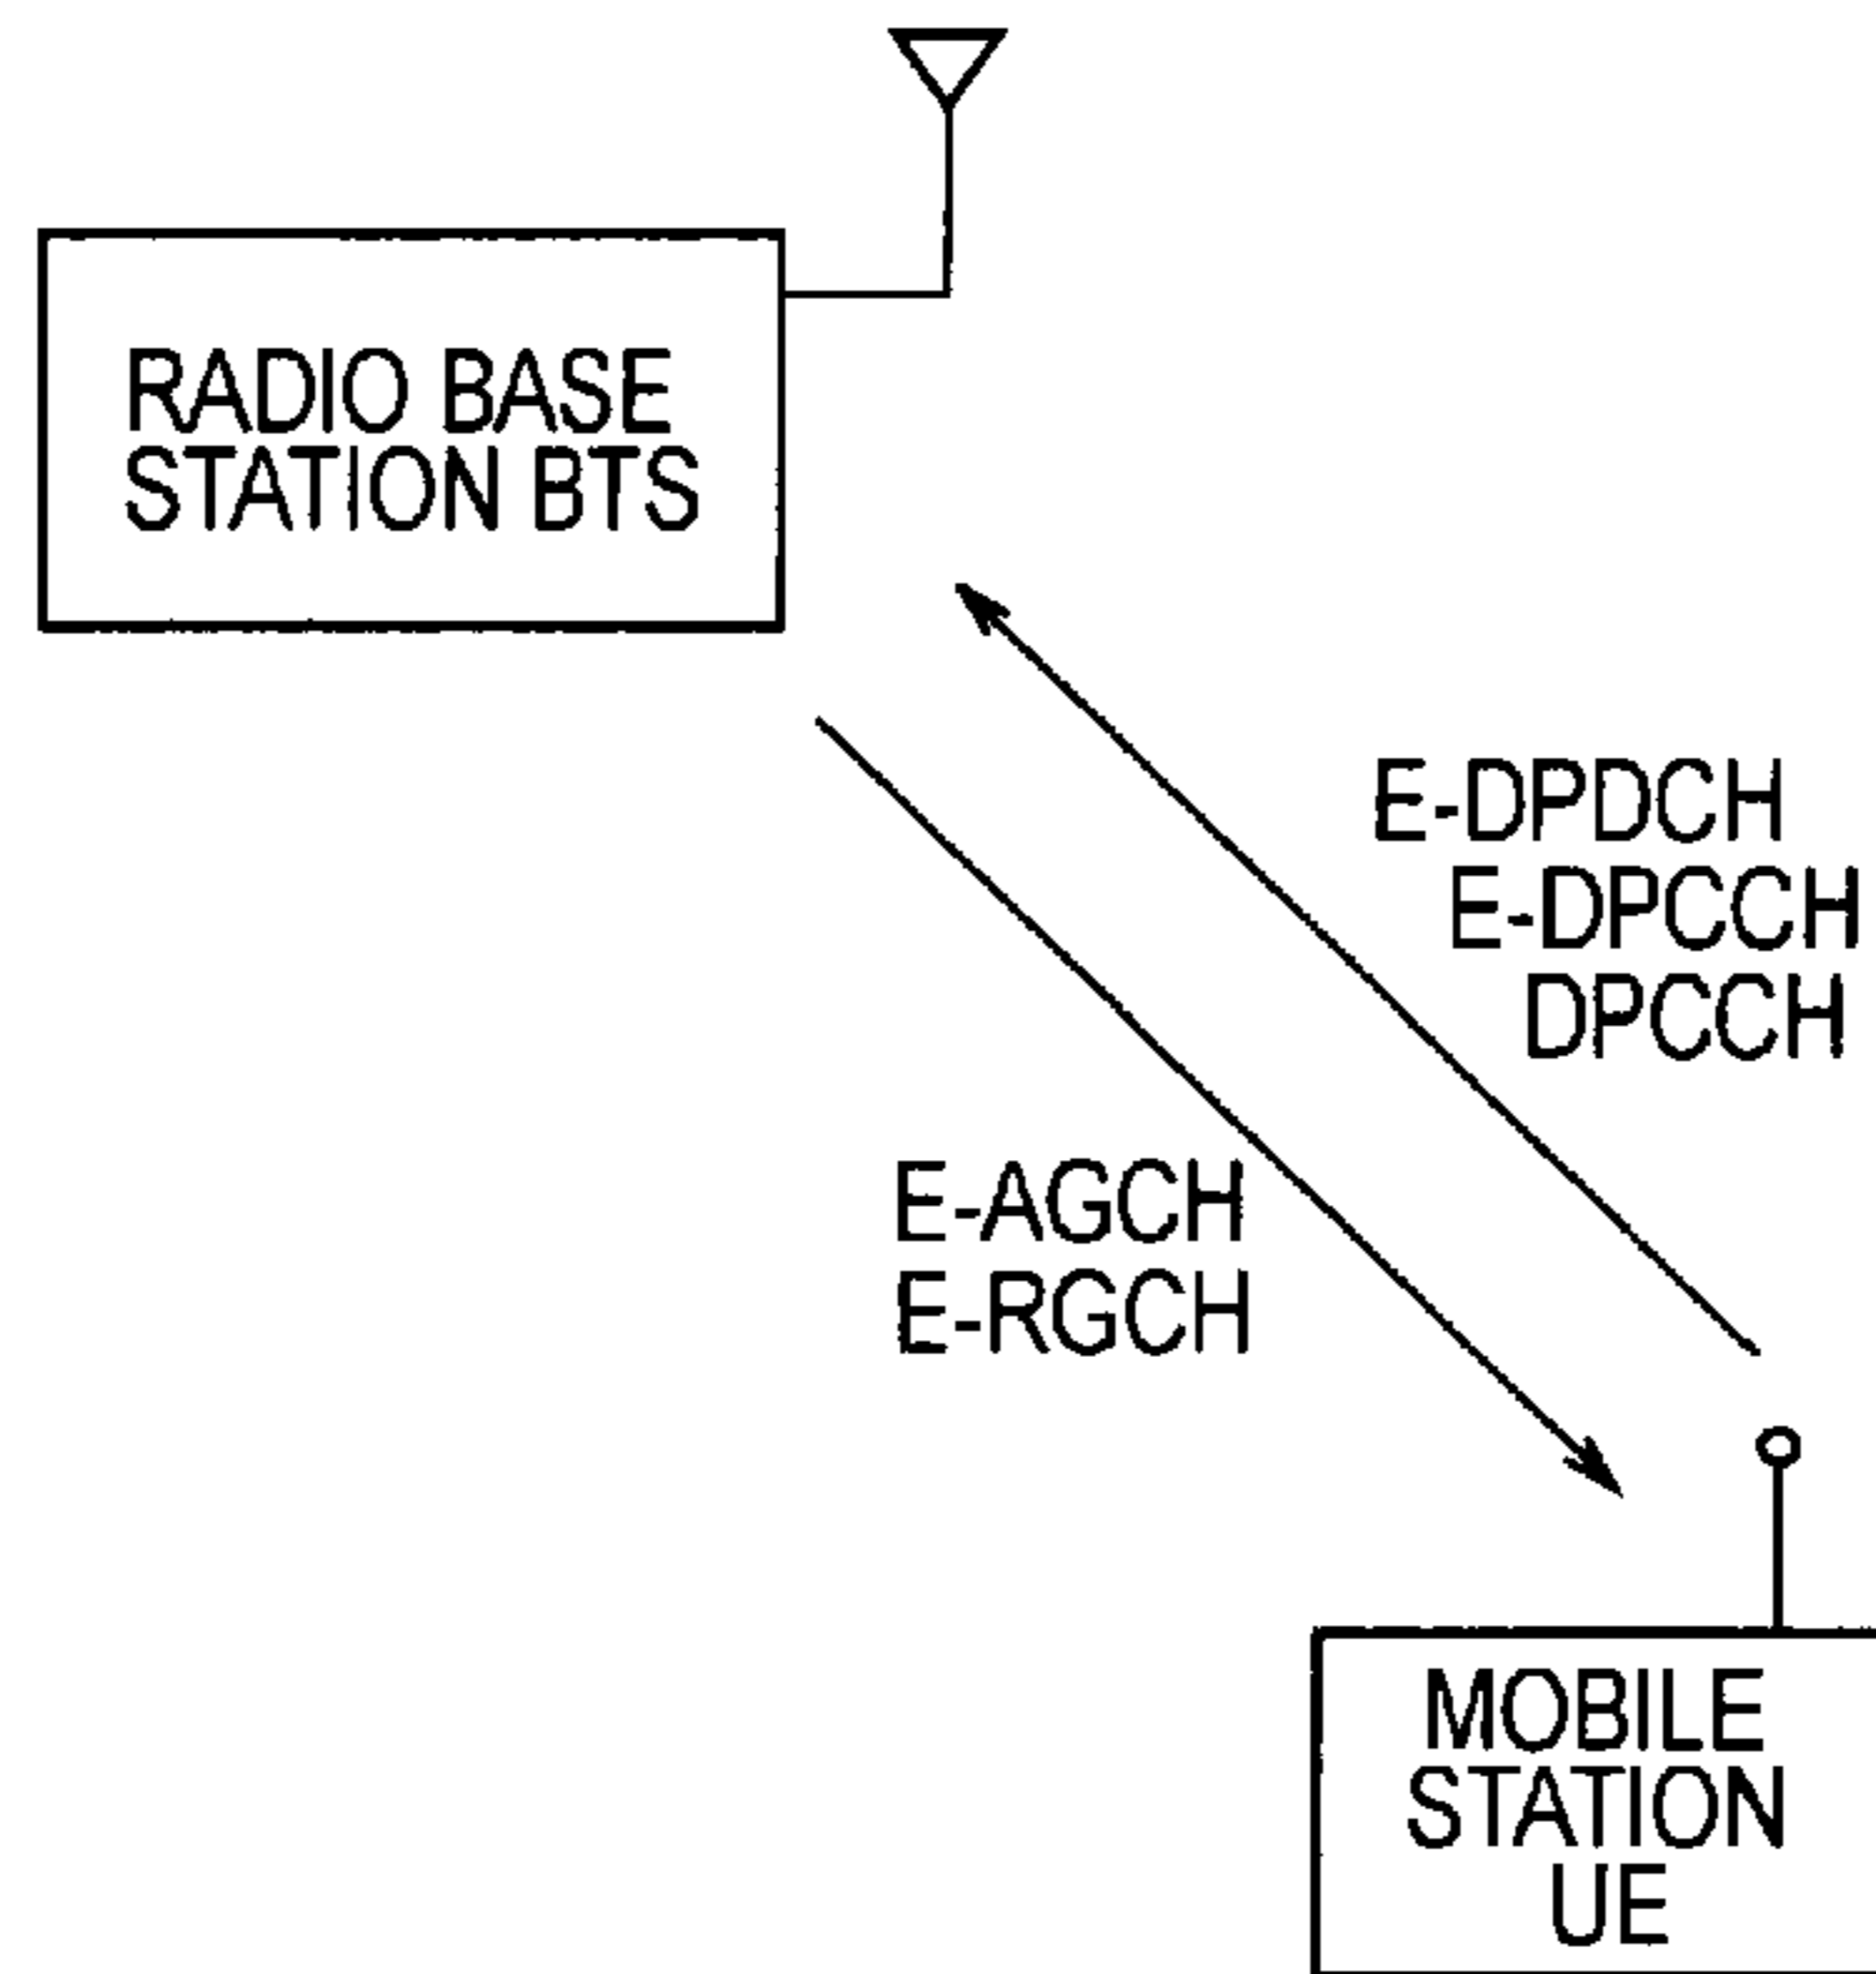 RADIO BASE
STATION BTS
E-DPDCH
E-DPCCH
DPCCH
E-AGCH
E-RGCH
MOBILE
STATION
UE